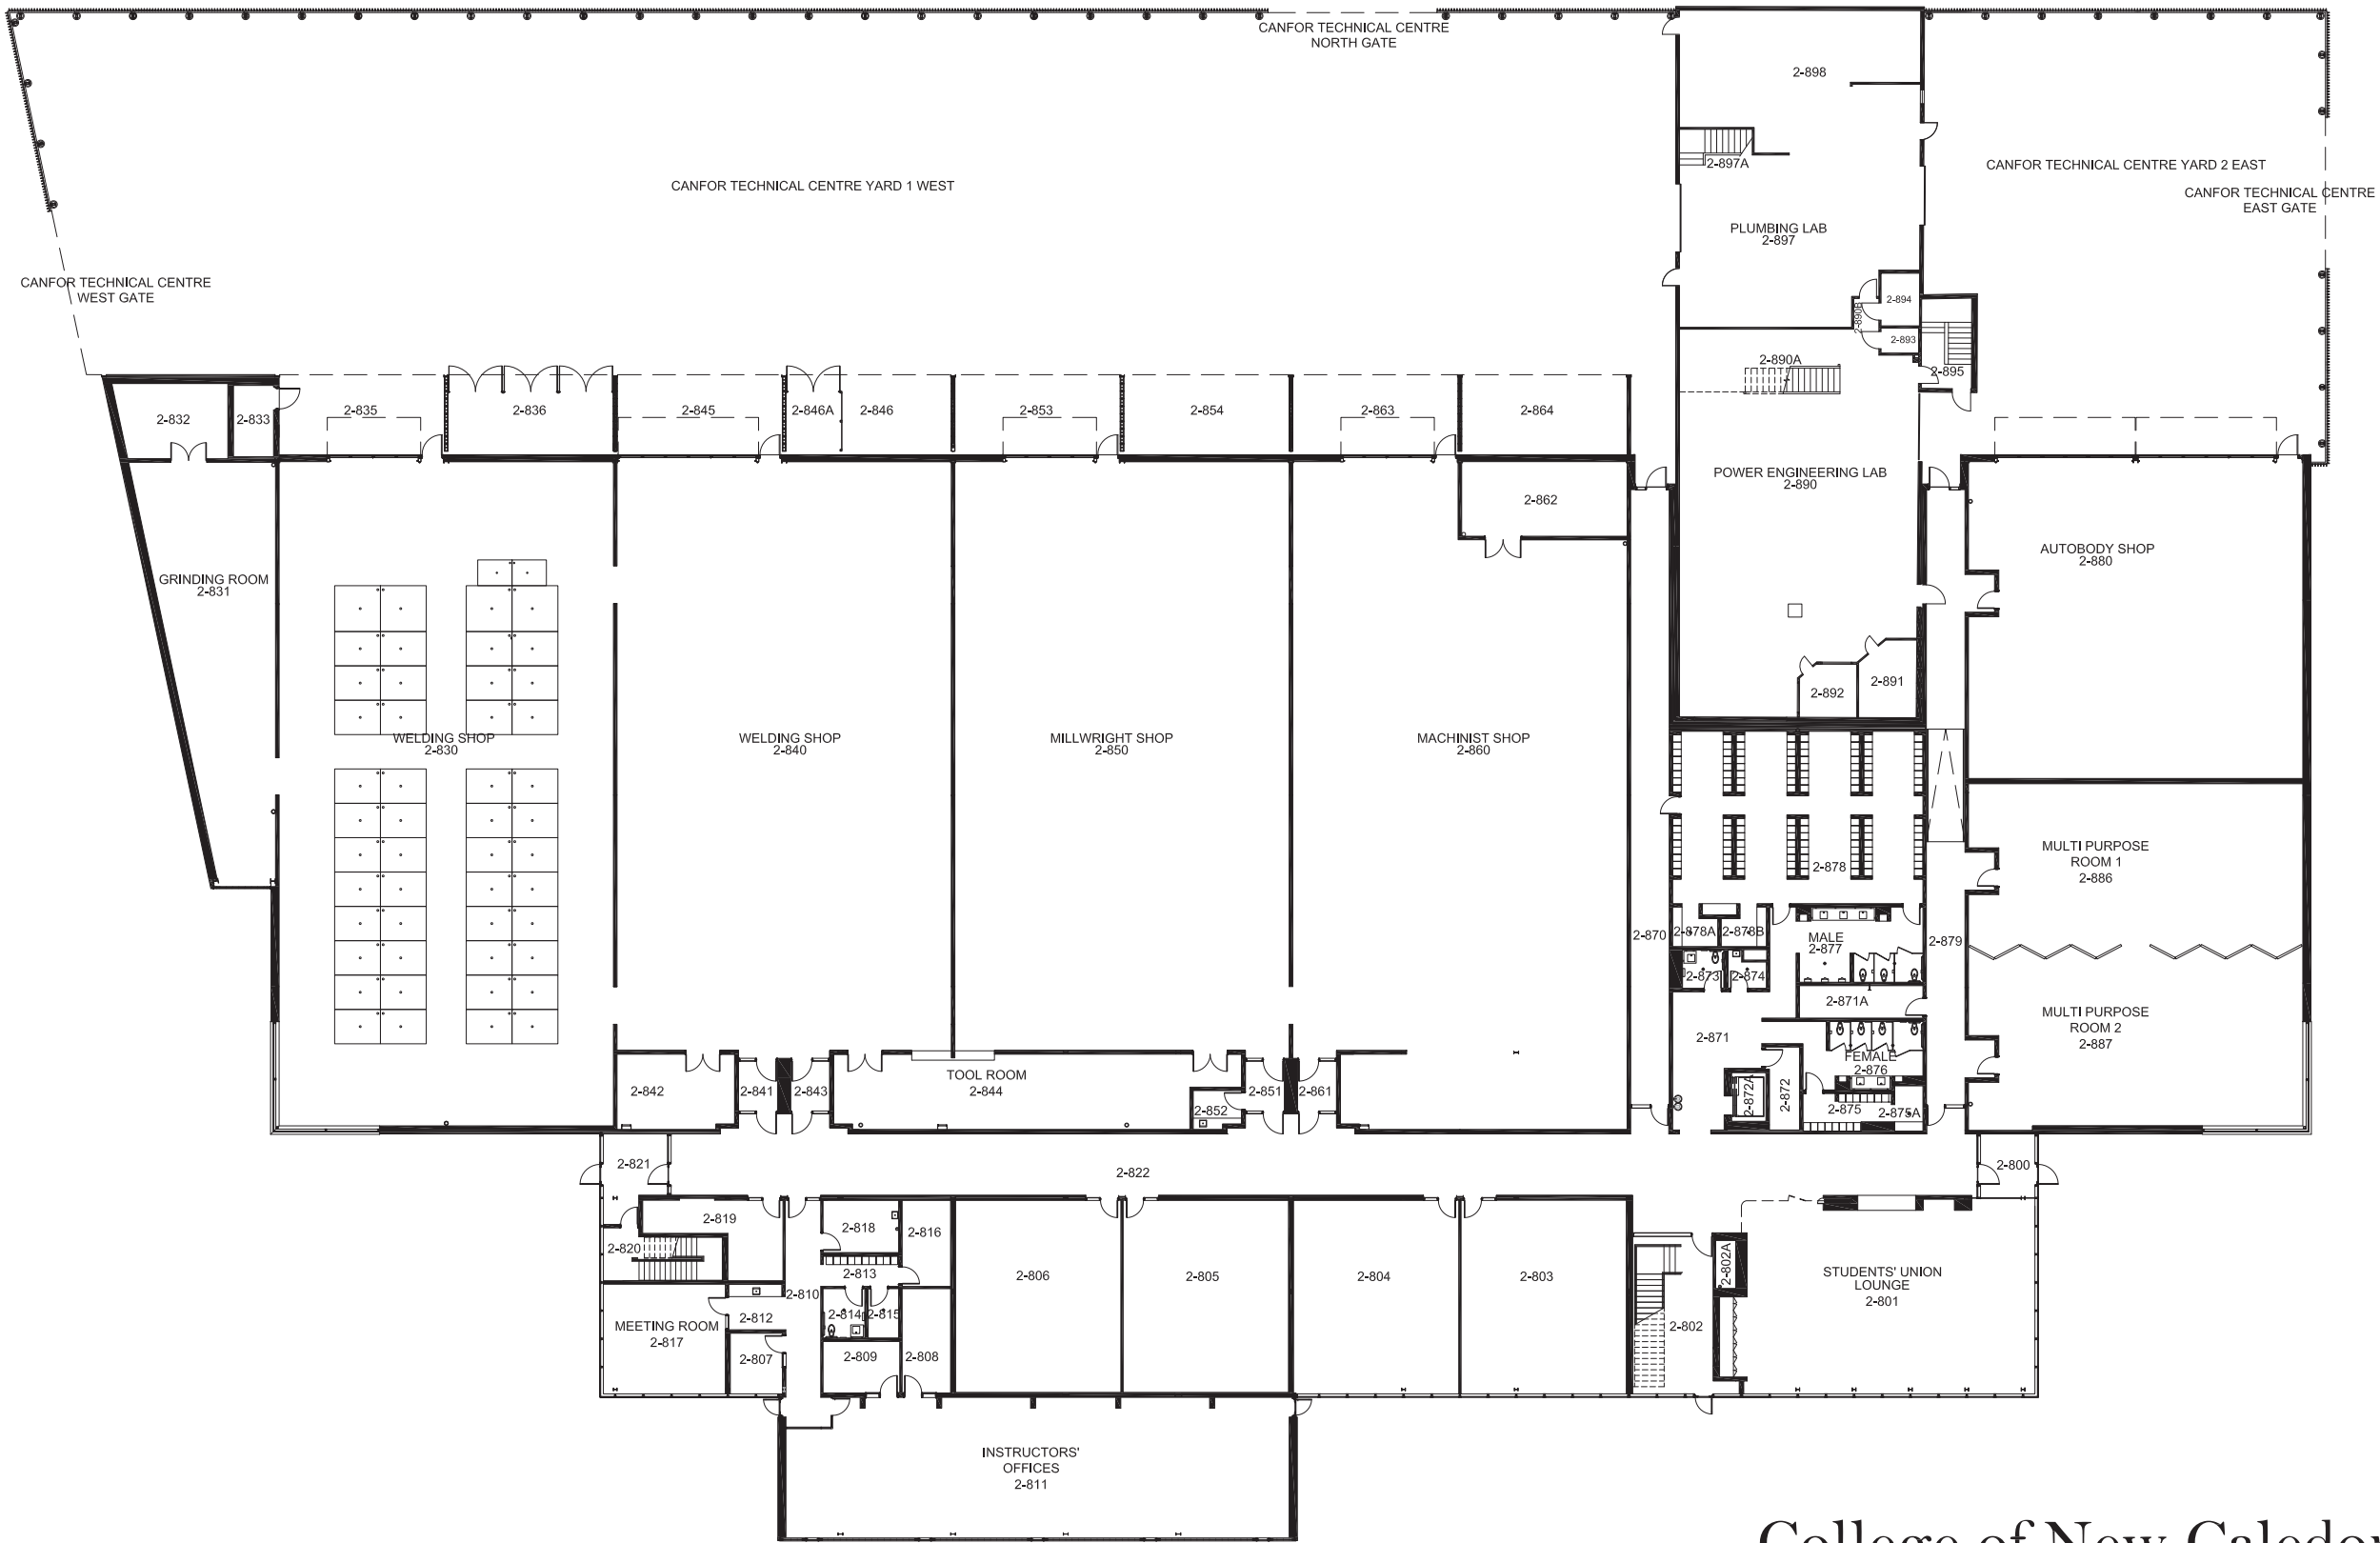 CANFOR TECHNICAL CENTRE
NORTH GATE
2-898
2-897A
CANFOR TECHNICAL CENTRE YARD 1 WEST
CANFOR TECHNICAL CENTRE YARD 2 EAST
CANFOR TECHNICAL CENTRE
EAST GATE
PLUMBING LAB
2-897
CANFOR TECHNICAL CENTRE
WEST GATE
2-894
2-890B
2-893
2-890A
2-895
2-832
2-833
2-835
2-836
2-845
2-846A
2-846
2-853
2-854
2-863
2-864
POWER ENGINEERING LAB
2-890
2-862
AUTOBODY SHOP
2-880
GRINDING ROOM
2-831
2-892
2-891
WELDING SHOP
2-830
WELDING SHOP
2-840
MILLWRIGHT SHOP
2-850
MACHINIST SHOP
2-860
MULTI PURPOSE
ROOM 1
2-886
2-878
2-870
2-878A
2-878B
MALE
2-877
2-879
2-873
2-874
2-871A
MULTI PURPOSE
ROOM 2
2-887
2-871
FEMALE
2-876
2-872
2-872A
2-875
2-875A
TOOL ROOM
2-844
2-842
2-841
2-843
2-852
2-851
2-861
2-821
2-822
2-800
2-819
2-820
2-818
2-816
2-813
2-810
2-814
2-815
2-812
2-806
2-805
2-804
2-803
2-802A
STUDENTS' UNION
LOUNGE
2-801
MEETING ROOM
2-817
2-807
2-809
2-808
2-802
INSTRUCTORS'
OFFICES
2-811
College of New Caledon